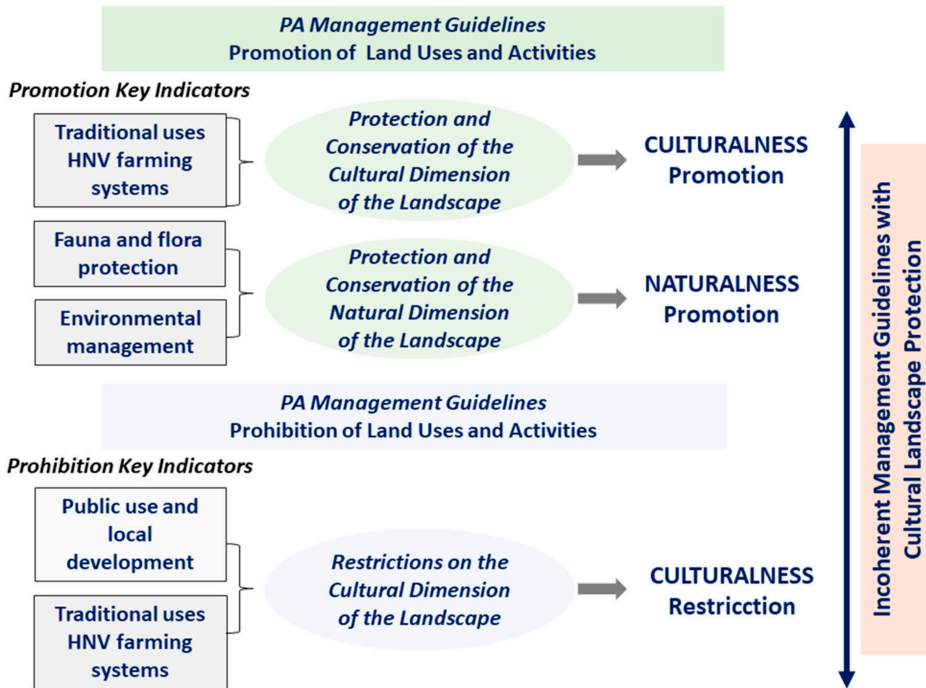 PA Management Guidelines
Promotion of Land Uses and Activities
Promotion Key Indicators
Traditional uses
HNV farming
systems
Protection and
Conservation of the
Cultural Dimension
of the Landscape
CULTURALNESS
Promotion
Fauna and flora
protection
Environmental
management
Protection and
Conservation of the
Natural Dimension
of the Landscape
NATURALNESS
Promotion
PA Management Guidelines
Prohibition of Land Uses and Activities
Prohibition Key Indicators
Public use and
local
development
Traditional uses
HNV farming
systems
Restrictions on the
Cultural Dimension
of the Landscape
CULTURALNESS
Restricction
Incoherent Management Guidelines with
Cultural Landscape Protection